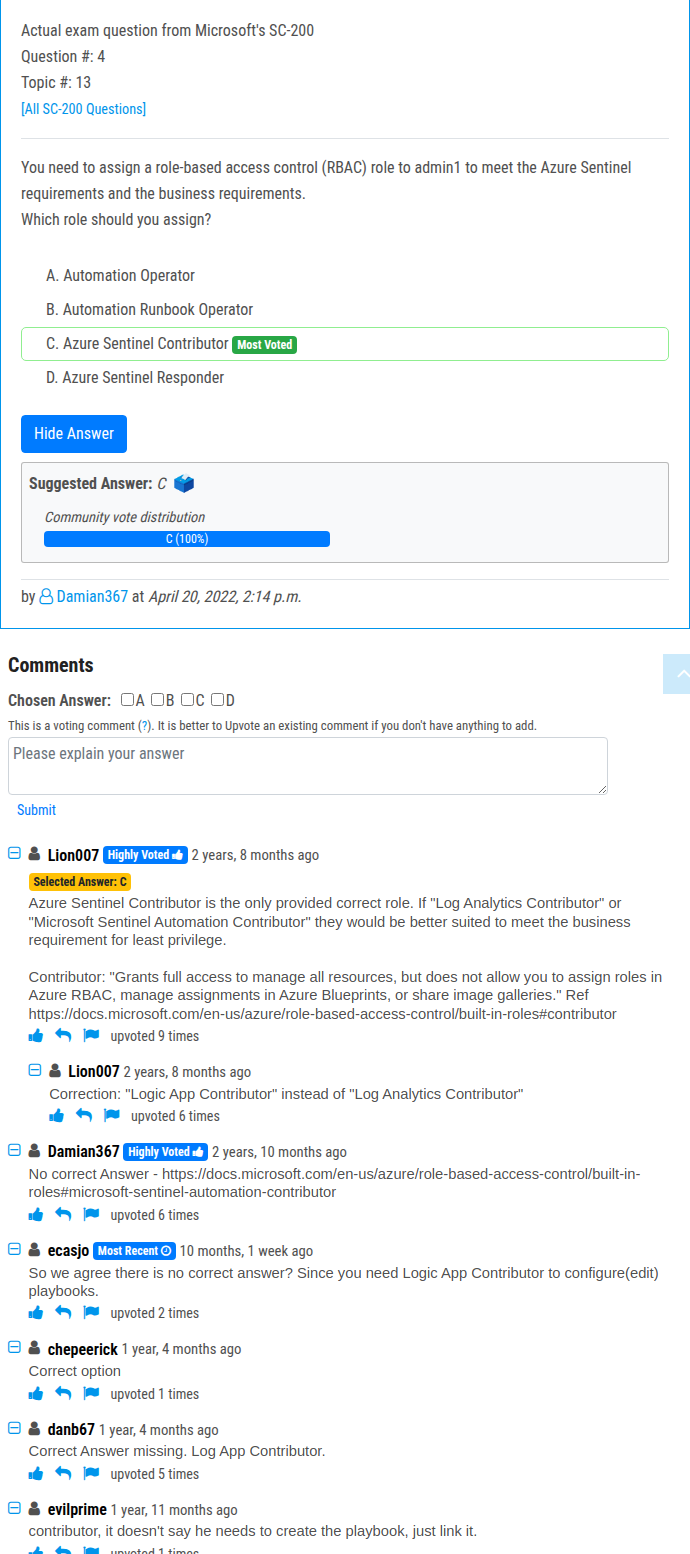 Actual exam question from Microsoft's SC-200
Question #: 4
Topic #: 13
[All SC-200 Questions]
You need to assign a role-based access control (RBAC) role to admin1 to meet the Azure Sentinel
requirements and the business requirements.
Which role should you assign?
A. Automation Operator
B. Automation Runbook Operator
C. Azure Sentinel Contributor Most Voted
D. Azure Sentinel Responder
Hide Answer
Suggested Answer: C
Community vote distribution
C (100%)
by Damian367 at April 20, 2022, 2:14 p.m.
Comments
Chosen Answer: A B C D
This is a voting comment (?). It is better to Upvote an existing comment if you don't have anything to add.
Please explain your answer
Submit
Lion007 Highly Voted 2 years, 8 months ago
Selected Answer: C
Azure Sentinel Contributor is the only provided correct role. If "Log Analytics Contributor" or
"Microsoft Sentinel Automation Contributor" they would be better suited to meet the business
requirement for least privilege.
Contributor: "Grants full access to manage all resources, but does not allow you to assign roles in
Azure RBAC, manage assignments in Azure Blueprints, or share image galleries." Ref
https://docs.microsoft.com/en-us/azure/role-based-access-control/built-in-roles#contributor
upvoted 9 times
Lion007 2 years, 8 months ago
Correction: "Logic App Contributor" instead of "Log Analytics Contributor"
upvoted 6 times
Damian367 Highly Voted 2 years, 10 months ago
No correct Answer - https://docs.microsoft.com/en-us/azure/role-based-access-control/built-in-
roles#microsoft-sentinel-automation-contributor
upvoted 6 times
ecasjo Most Recent 10 months, 1 week ago
So we agree there is no correct answer? Since you need Logic App Contributor to configure(edit)
playbooks.
upvoted 2 times
chepeerick 1 year, 4 months ago
Correct option
upvoted 1 times
danb67 1 year, 4 months ago
Correct Answer missing. Log App Contributor.
upvoted 5 times
evilprime 1 year, 11 months ago
contributor, it doesn't say he needs to create the playbook, just link it.
upvoted 1 times